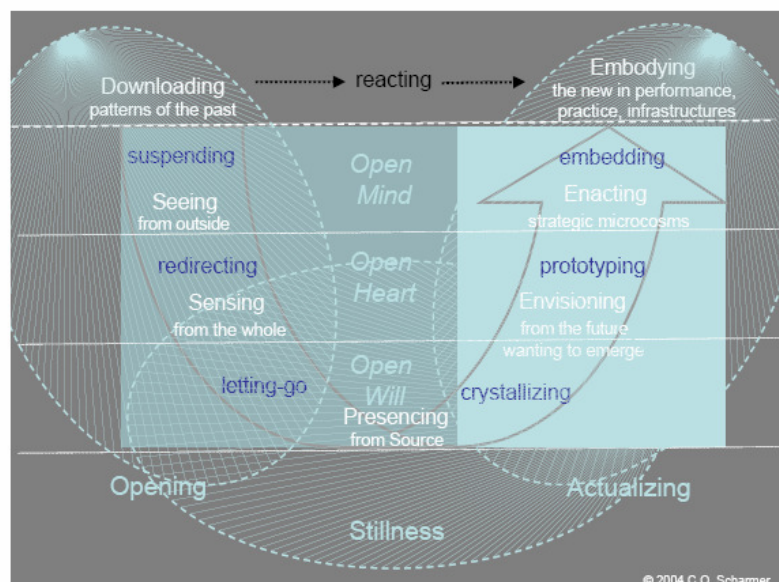 Downloading
patterns of the past
reacting
Embodying
the new in performance,
practice, infrastructures
suspending
Open
Mind
embedding
Seeing
from outside
Enacting
strategic microcosms
redirecting
Open
Heart
prototyping
Sensing
from the whole
Envisioning
from the future
wanting to emerge
letting-go
Open
Will
crystallizing
Presencing
from Source
Opening
Actualizing
Stillness
© 2004 C.O. Scharmer